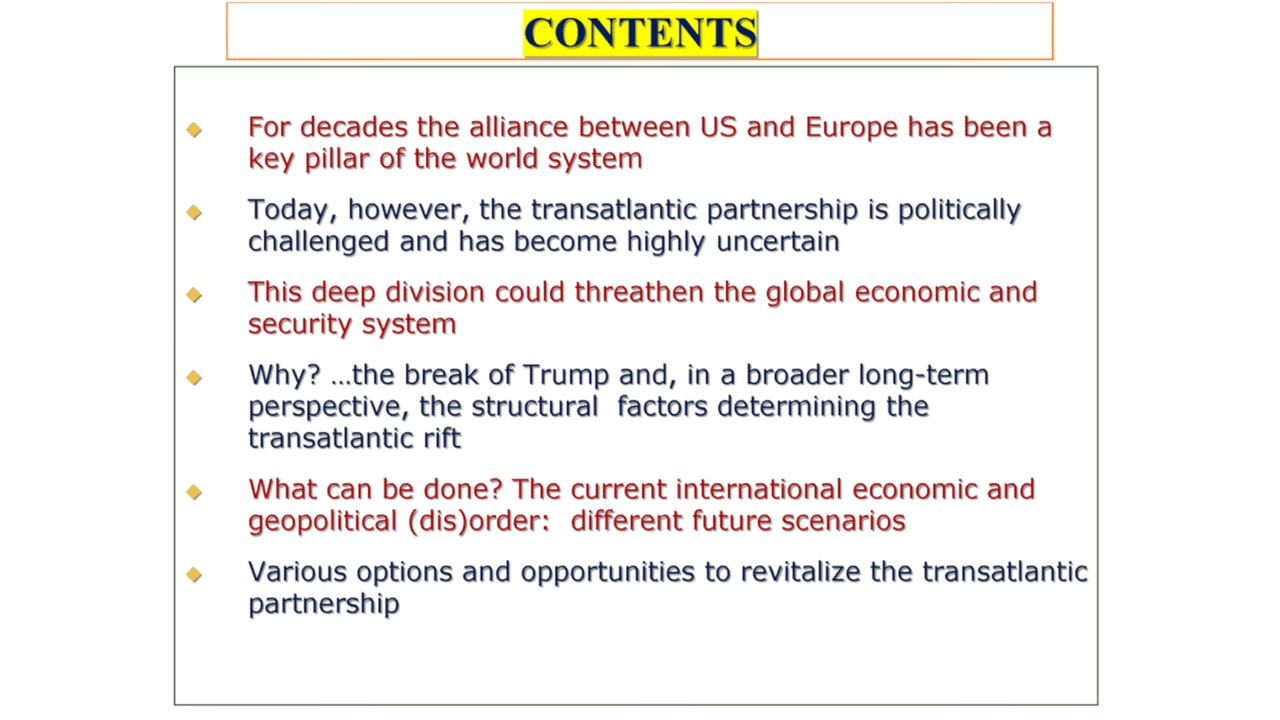 CONTENTS
For decades the alliance between US and Europe has been a
key pillar of the world system
Today, however, the transatlantic partnership is politically
challenged and has become highly uncertain
This deep division could threathen the global economic and
security system
Why? …the break of Trump and, in a broader long-term
perspective, the structural  factors determining the
transatlantic rift
What can be done? The current international economic and
geopolitical (dis)order:  different future scenarios
Various options and opportunities to revitalize the transatlantic
partnership